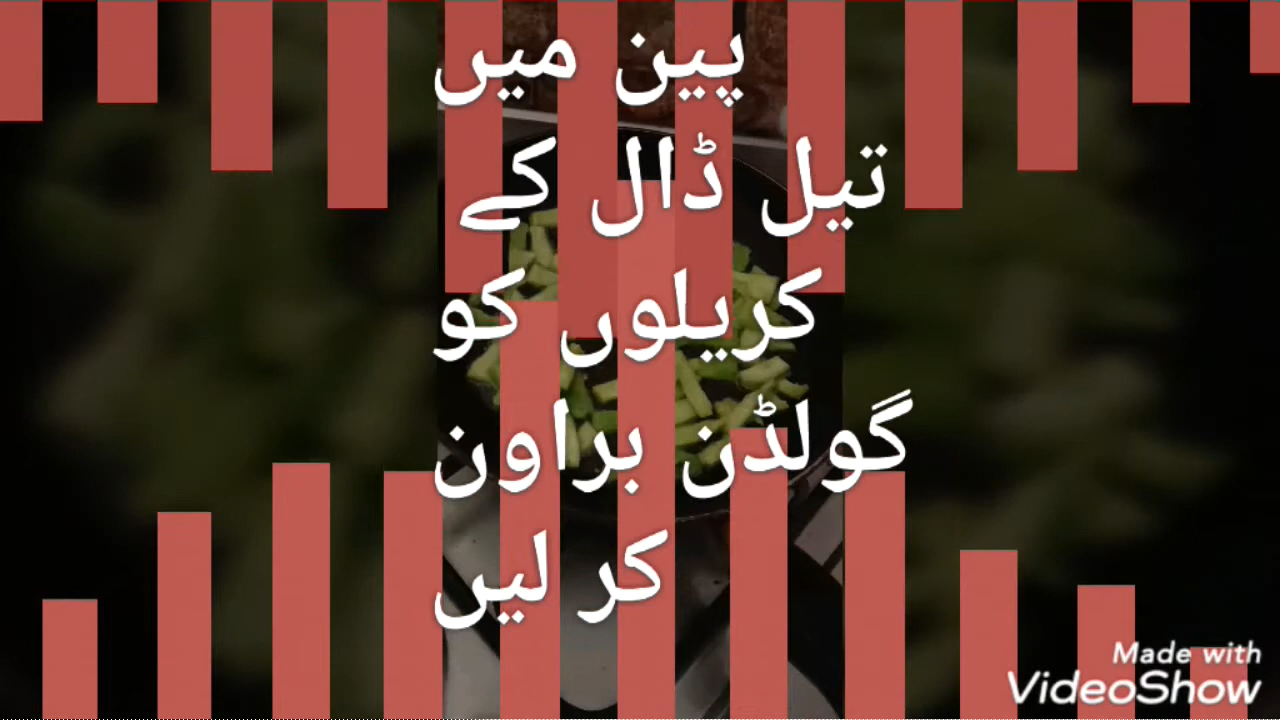 پین میں
تیل ڈال کے
کریلوں کو
گولڈن براون
کر لیں
Made with
VideoShow